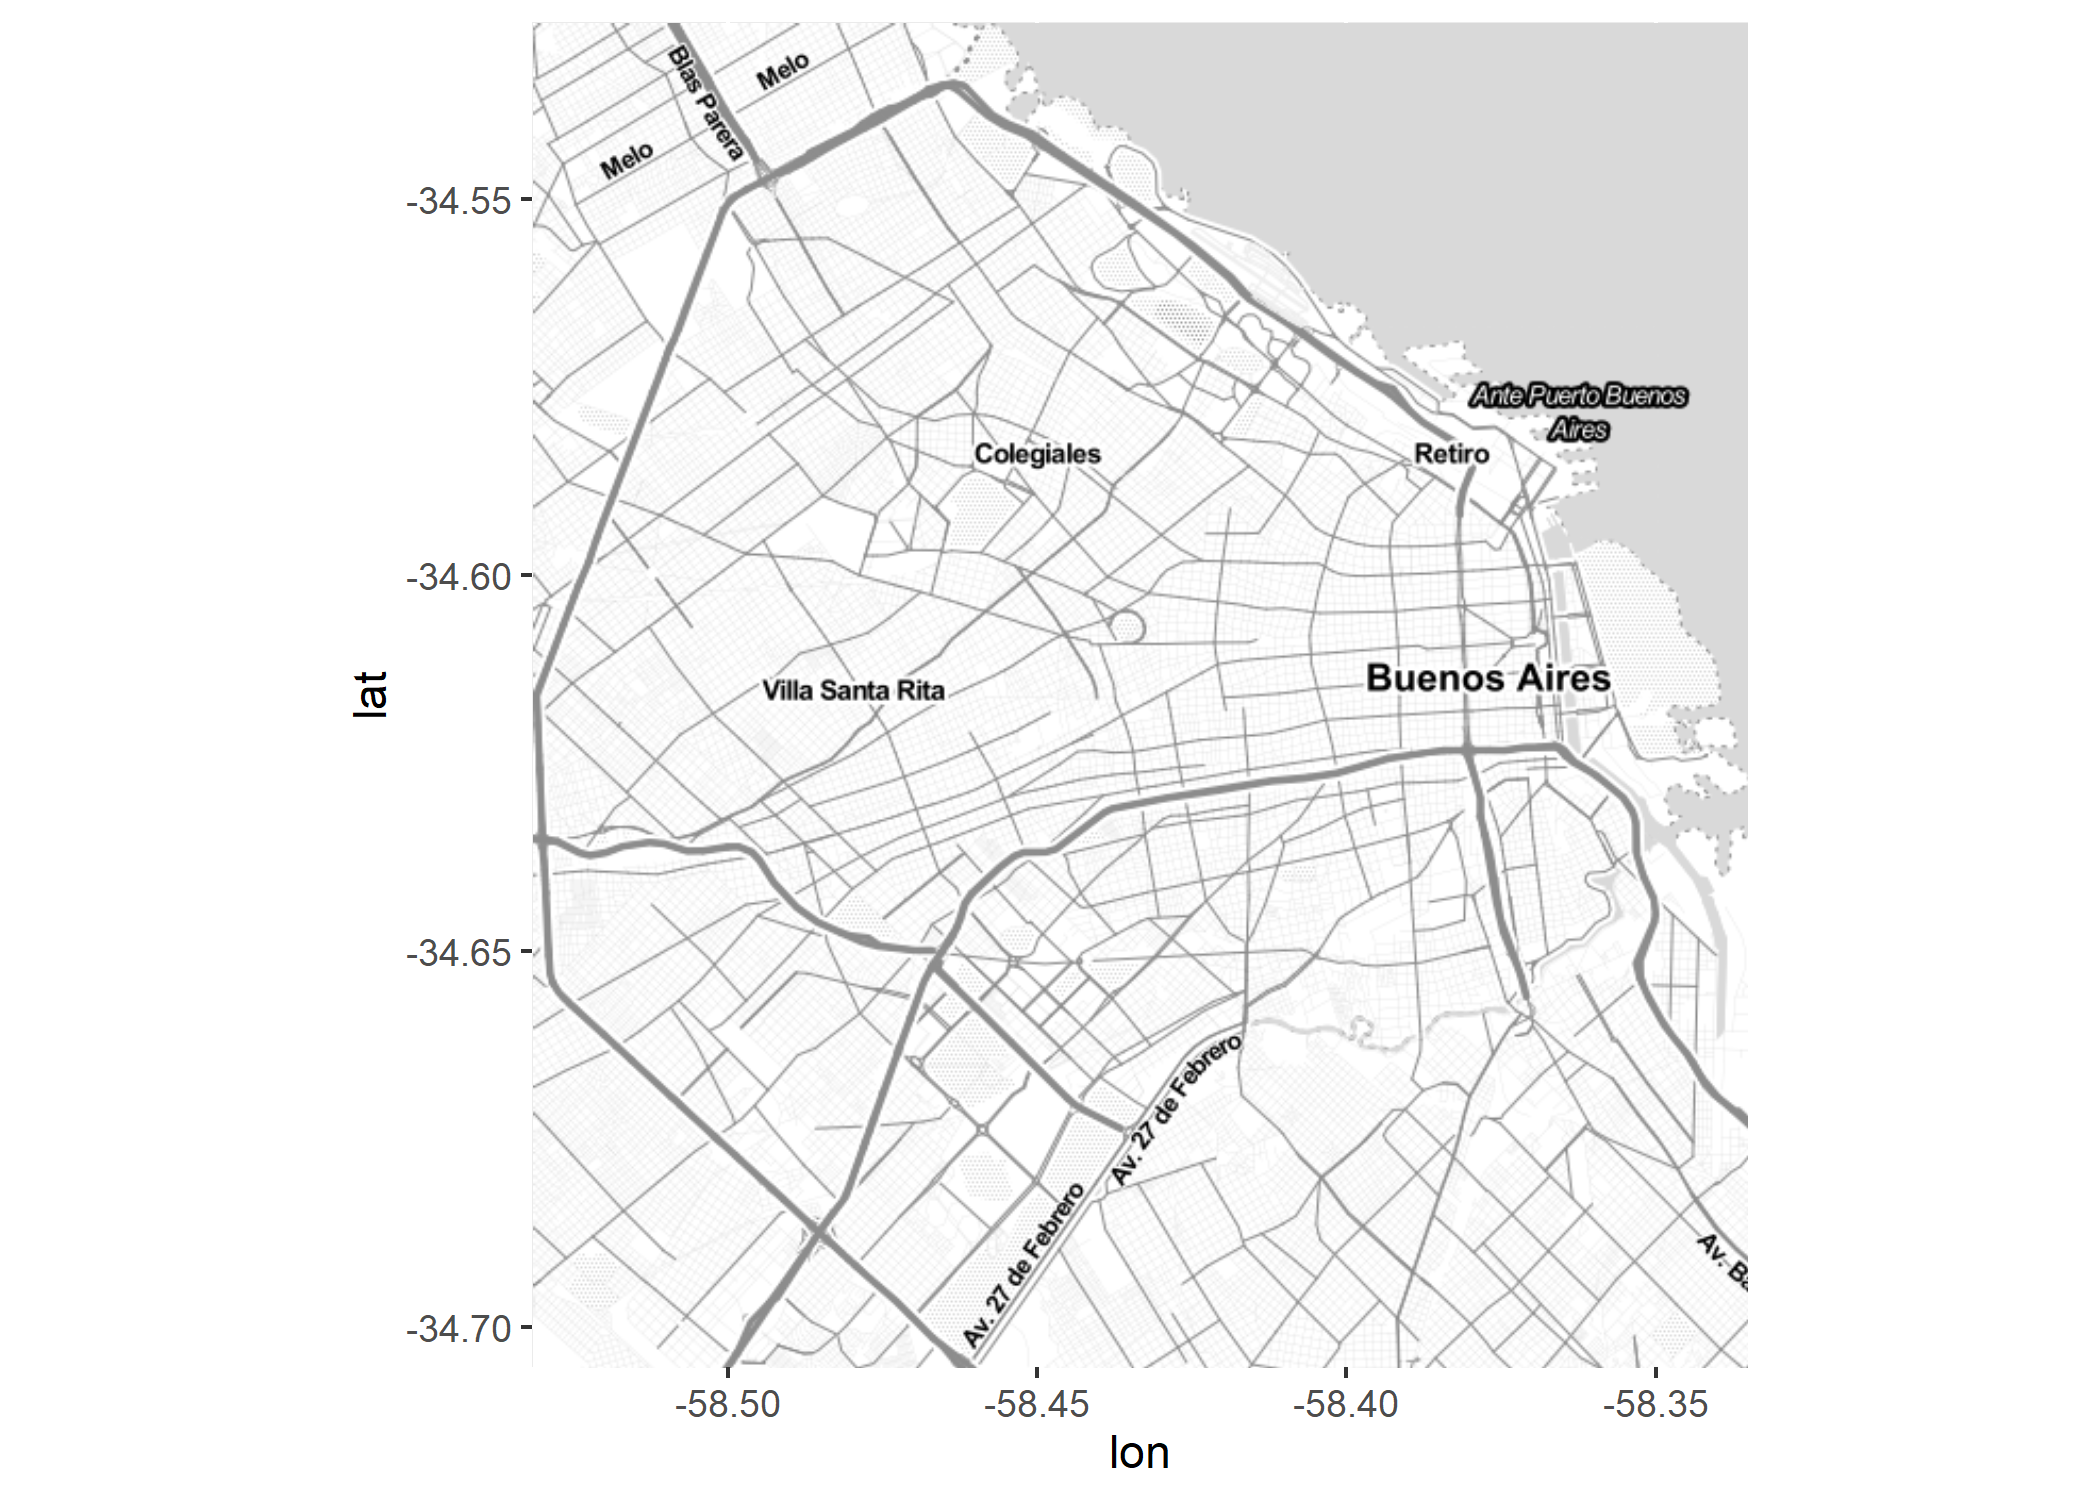 Blas Parera
Melo
Melo
-34.55
Ante Puerto Buenos
Aires
Colegiales
Retiro
-34.60
lat
Villa Santa Rita
Buenos Aires
-34.65
Av. 27 de Febrero
Av. 27 de Febrero
Av. Ba
-34.70
-58.50
-58.45
-58.40
-58.35
lon